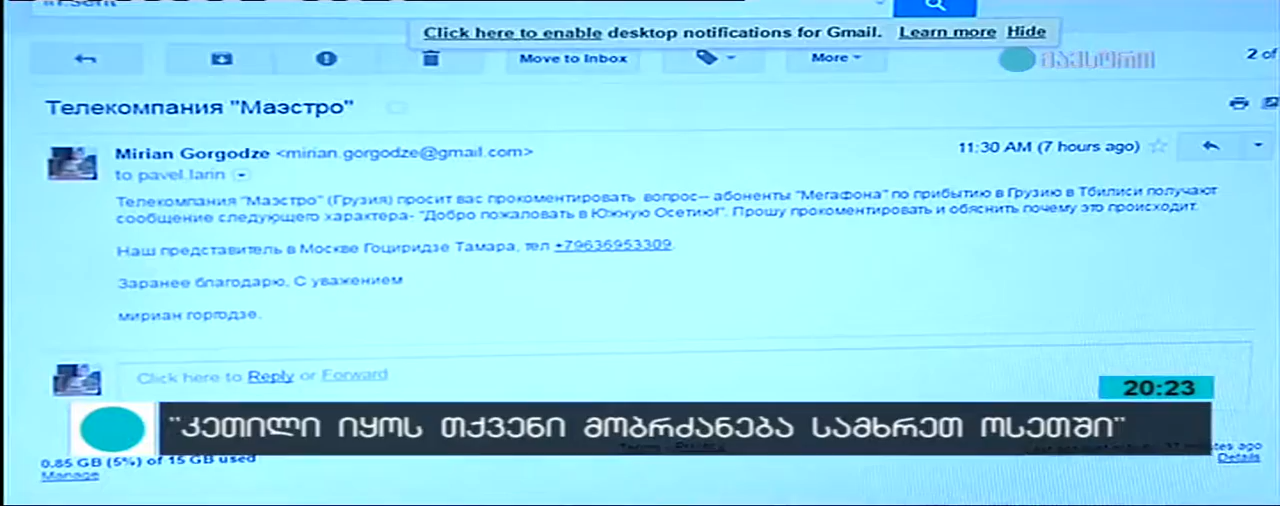 in:sent
Click here to enable desktop notifications for Gmail. Learn more Hide
Move to Inbox More 2 of
მაესტრო
Телекомпания "Маэстро"
Mirian Gorgodze <mirian.gorgodze@gmail.com> 11:30 AM (7 hours ago)
to pavel.larin
Телекомпания "Маэстро" (Грузия) просит вас прокоментировать вопрос-- абоненты "Мегафона" по прибытию в Грузию в Тбилиси получают
сообщение следующего характера- "Добро пожаловать в Южную Осетию!". Прошу прокоментировать и обяснить почему это происходит.
Наш представитель в Москве Гоциридзе Тамара, тел +79636953309.
Заранее благодарю, С уважением
мириан горгодзе.
Click here to Reply or Forward
20:23
"კეთილი იყოს თქვენი მობრძანება სამხრეთ ოსეთში"
0.85 GB (5%) of 15 GB used
Manage
Details